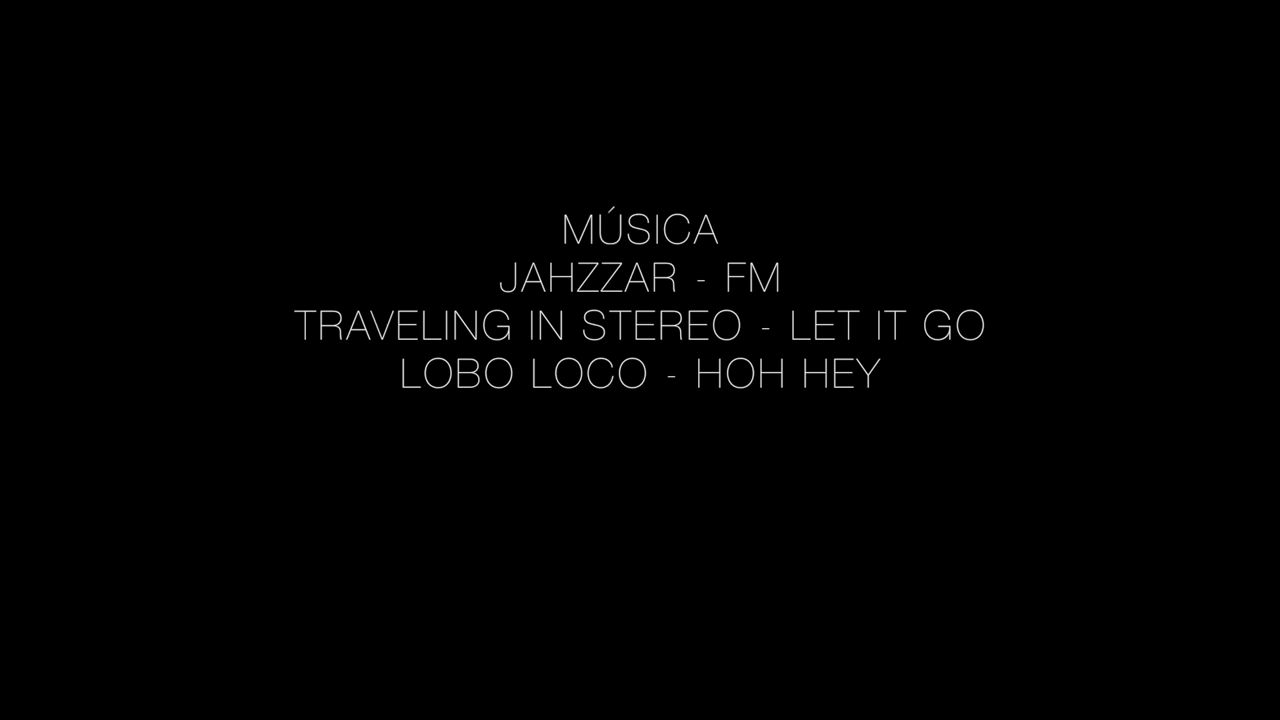 MÚSICA
JAHZZAR - FM
TRAVELING IN STEREO - LET IT GO
LOBO LOCO - HOH HEY